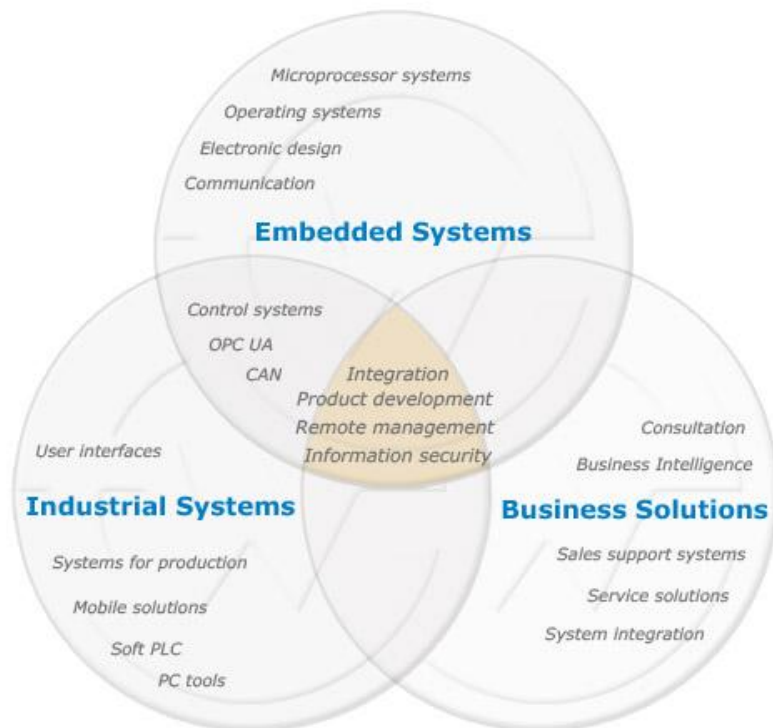 Microprocessor systems
Operating systems
Electronic design
Communication
Embedded Systems
Control systems
OPC UA
CAN
Integration
Product development
Remote management
Information security
User interfaces
Industrial Systems
Systems for production
Mobile solutions
Soft PLC
PC tools
Consultation
Business Intelligence
Business Solutions
Sales support systems
Service solutions
System integration